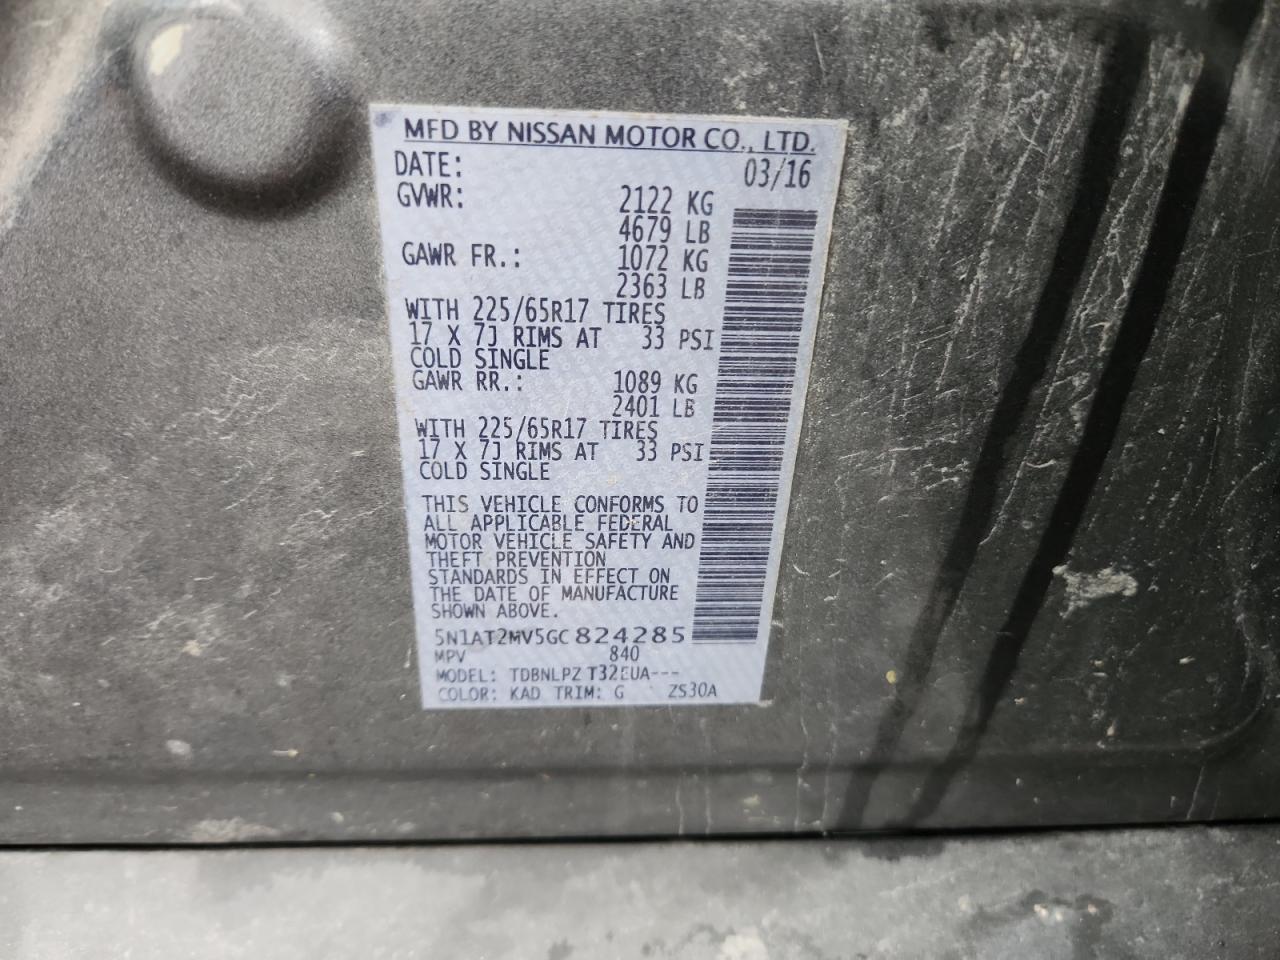 MFD BY NISSAN MOTOR CO., LTD.
DATE: 03/16
GVWR: 2122 KG
4679 LB
GAWR FR.: 1072 KG
2363 LB
WITH 225/65R17 TIRES
17 X 7J RIMS AT 33 PSI
COLD SINGLE
GAWR RR.: 1089 KG
2401 LB
WITH 225/65R17 TIRES
17 X 7J RIMS AT 33 PSI
COLD SINGLE
THIS VEHICLE CONFORMS TO
ALL APPLICABLE FEDERAL
MOTOR VEHICLE SAFETY AND
THEFT PREVENTION
STANDARDS IN EFFECT ON
THE DATE OF MANUFACTURE
SHOWN ABOVE.
5N1AT2MV5GC824285
MPV 840
MODEL: TDBNLPZ T32EUA---
COLOR: KAD TRIM: G ZS30A